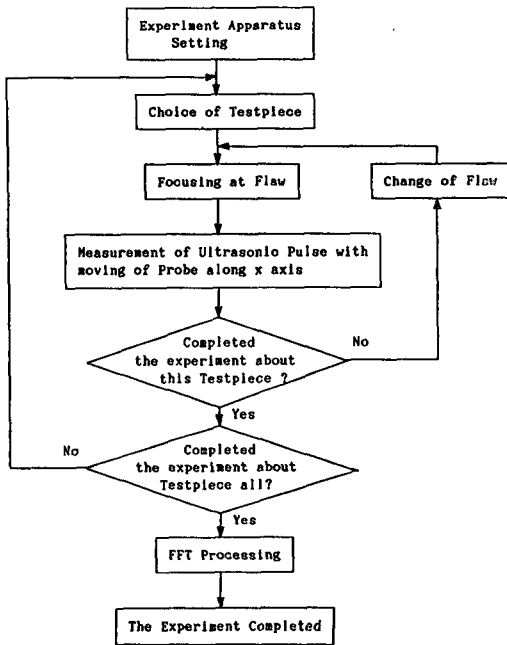 Experiment Apparatus
Setting
Choice of Testpiece
Focusing at Flaw
Change of Flaw
Measurement of Ultrasonic Pulse with
moving of Probe along x axis
Completed
the experiment about
this Testpiece ?
No
Yes
Completed
the experiment about
Testpiece all?
No
Yes
FFT Processing
The Experiment Completed